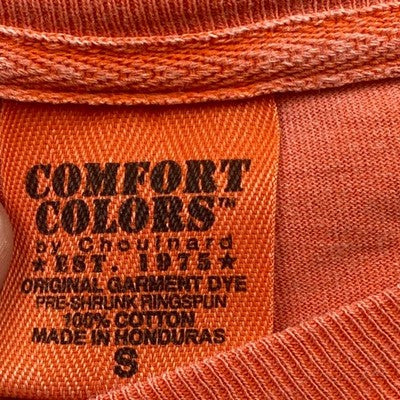 COMFORT
COLORS™
by Chouinard
★ EST. 1975 ★
ORIGINAL GARMENT DYE
PRE-SHRUNK RINGSPUN
100% COTTON
MADE IN HONDURAS
S